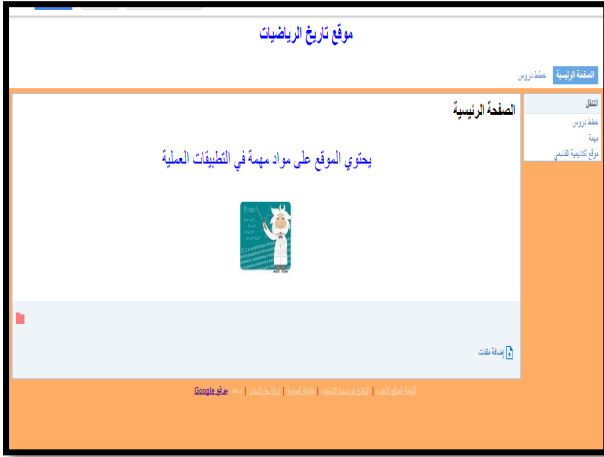 موقع تاريخ الرياضيات
الصفحة الرئيسية خطط دروس
التنقل
خطط دروس
مهمة
موقع أكاديمية القاسمي
الصفحة الرئيسية
يحتوي الموقع على مواد مهمة في التطبيقات العملية
إضافة ملفات
مواقع Google